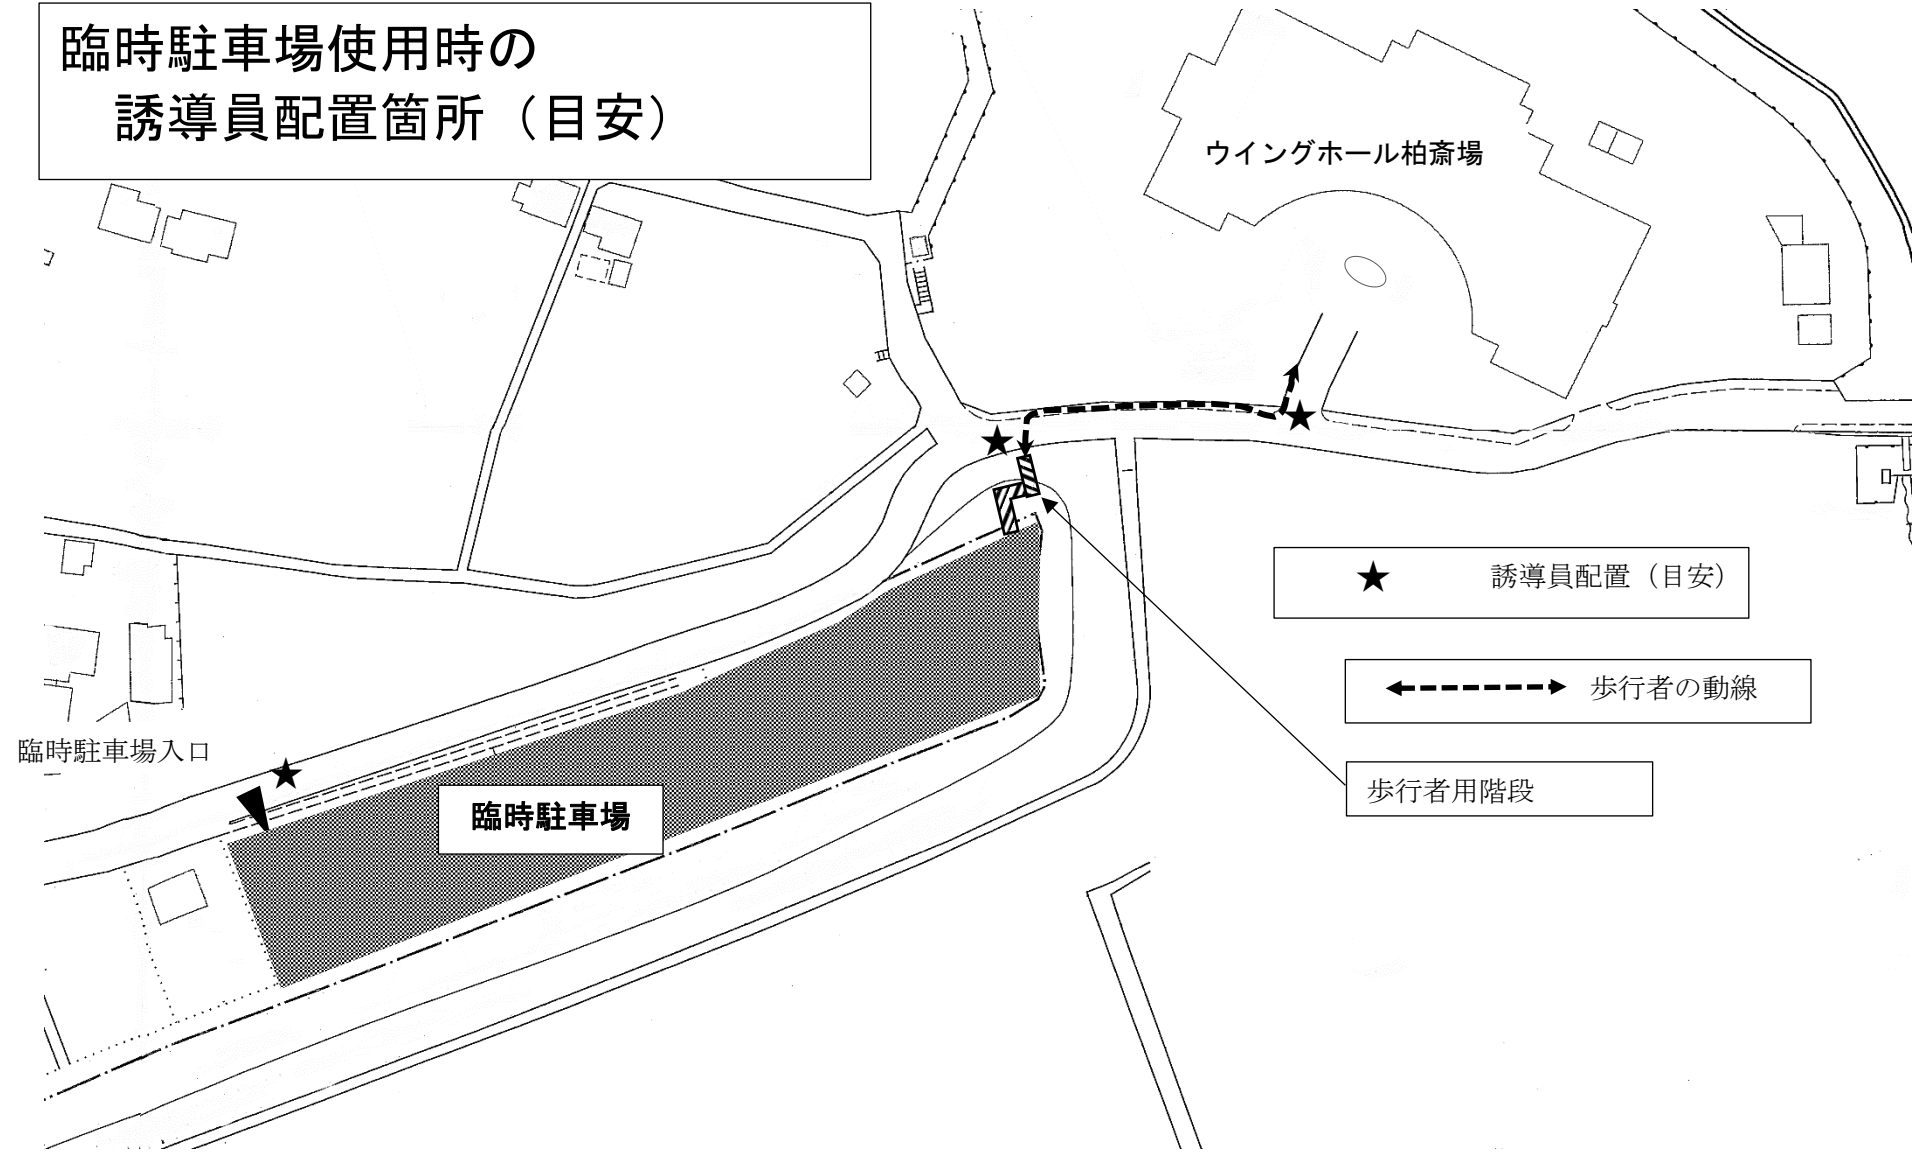 臨時駐車場使用時の
誘導員配置箇所（目安）
ウイングホール柏斎場
★ 誘導員配置（目安）
歩行者の動線
臨時駐車場入口
歩行者用階段
臨時駐車場